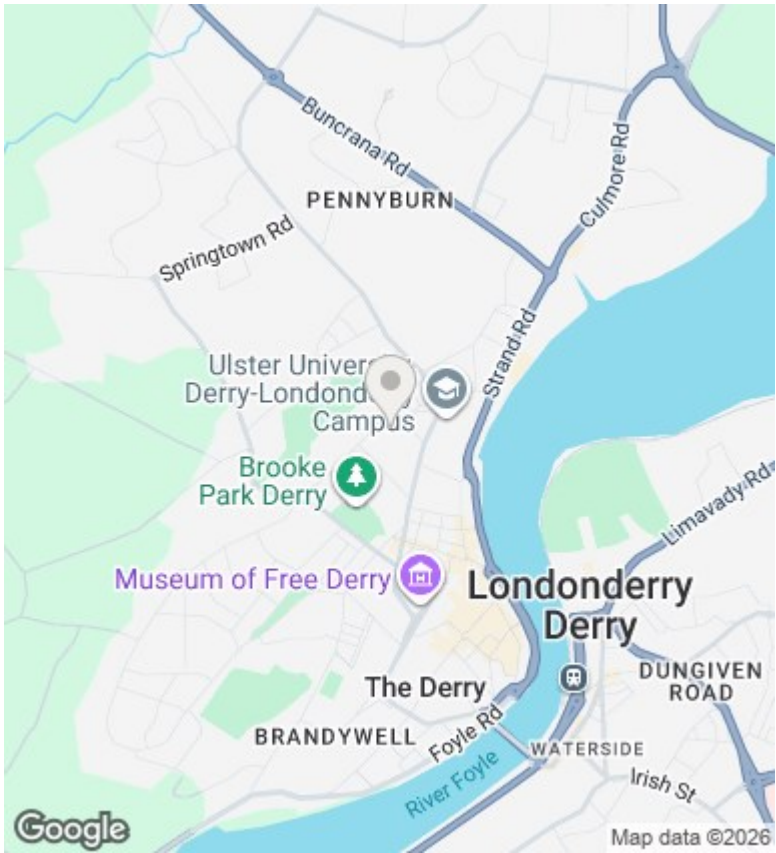 Buncrana Rd
PENNYBURN
Culmore Rd
Springtown Rd
Strand Rd
Ulster University
Derry-Londonderry
Campus
Brooke
Park Derry
Limavady Rd
Museum of Free Derry
Londonderry
Derry
The Derry
DUNGIVEN
ROAD
BRANDYWELL
Foyle Rd
WATERSIDE
River Foyle
Irish St
Google
Map data ©2026